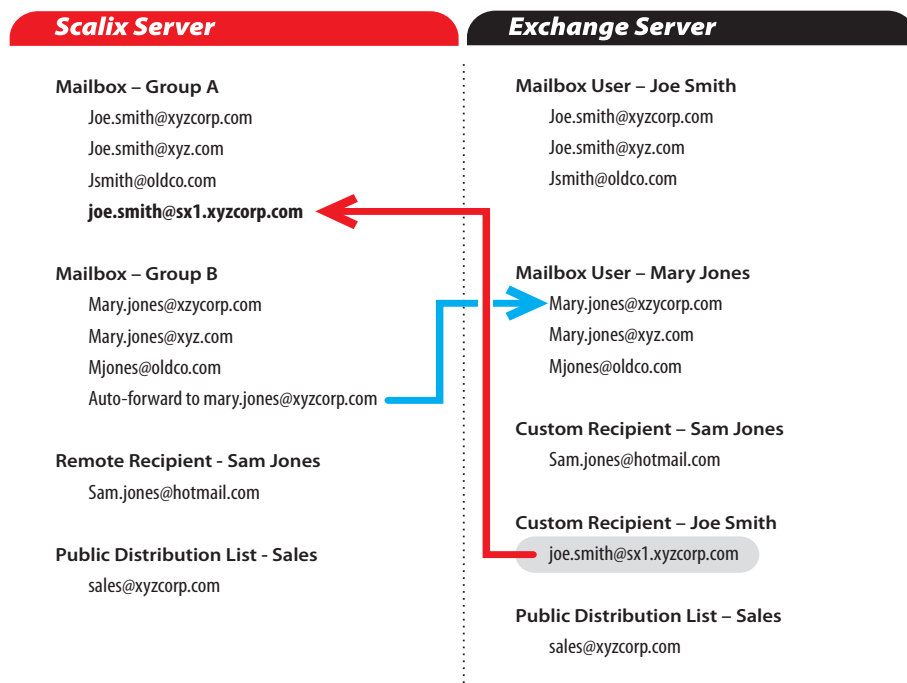 Scalix Server
Mailbox – Group A
Joe.smith@xyzcorp.com
Joe.smith@xyz.com
Jsmith@oldco.com
joe.smith@sx1.xyzcorp.com
Mailbox – Group B
Mary.jones@xzycorp.com
Mary.jones@xyz.com
Mjones@oldco.com
Auto-forward to mary.jones@xyzcorp.com
Remote Recipient - Sam Jones
Sam.jones@hotmail.com
Public Distribution List - Sales
sales@xyzcorp.com
Exchange Server
Mailbox User – Joe Smith
Joe.smith@xyzcorp.com
Joe.smith@xyz.com
Jsmith@oldco.com
Mailbox User – Mary Jones
Mary.jones@xzycorp.com
Mary.jones@xyz.com
Mjones@oldco.com
Custom Recipient – Sam Jones
Sam.jones@hotmail.com
Custom Recipient – Joe Smith
joe.smith@sx1.xyzcorp.com
Public Distribution List – Sales
sales@xyzcorp.com